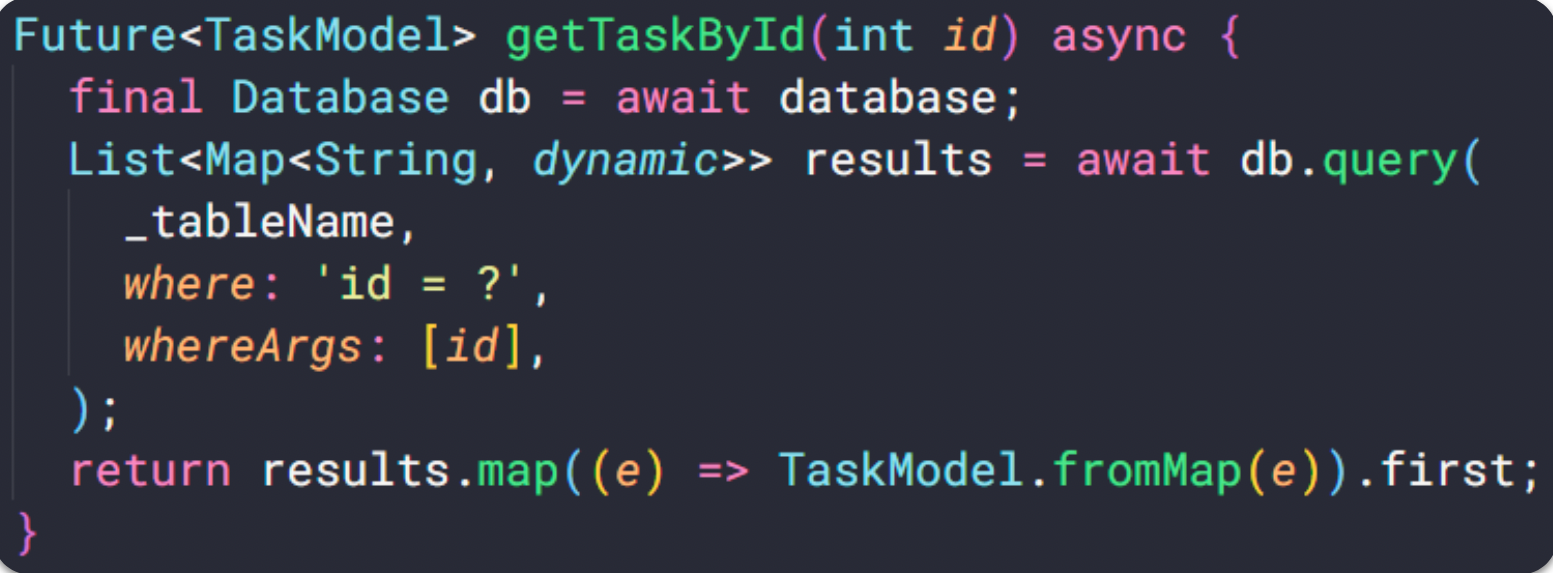 Future<TaskModel> getTaskById(int id) async {
final Database db = await database;
List<Map<String, dynamic>> results = await db.query(
_tableName,
where: 'id = ?',
whereArgs: [id],
);
return results.map((e) => TaskModel.fromMap(e)).first;
}